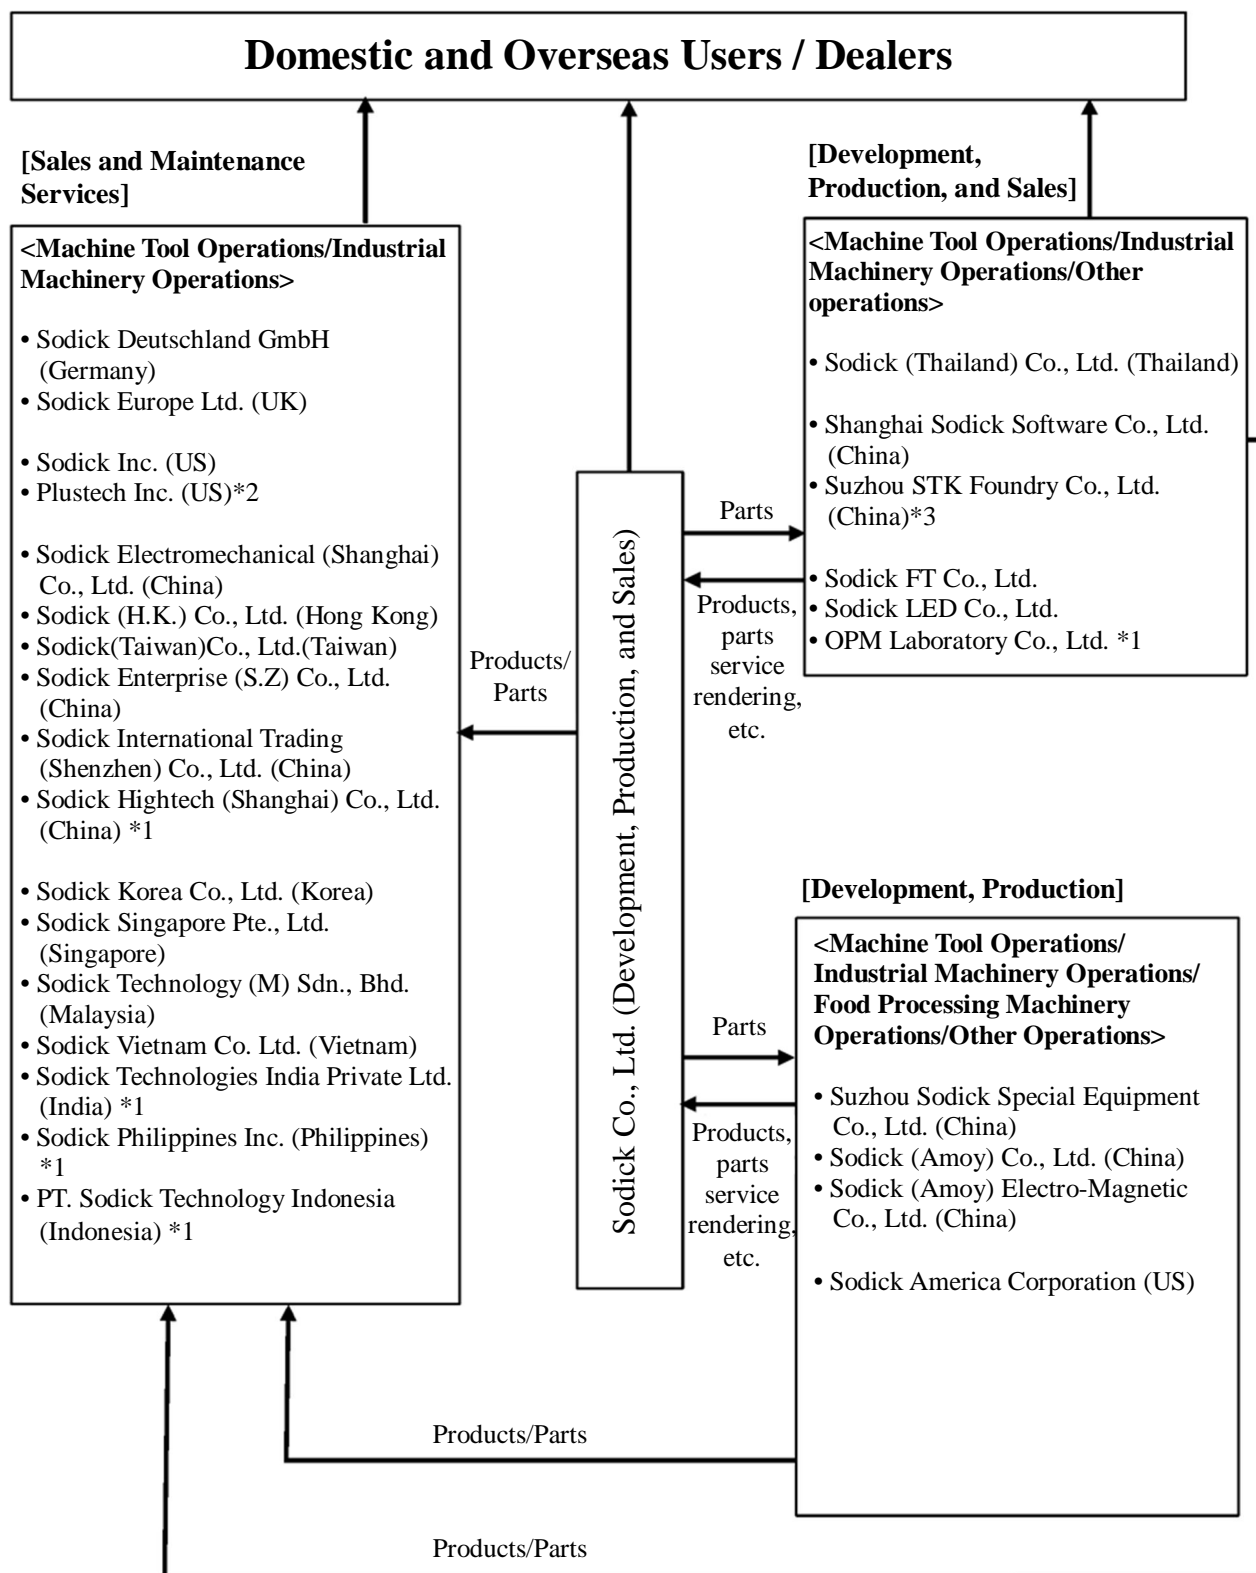 Domestic and Overseas Users / Dealers
[Sales and Maintenance
Services]
<Machine Tool Operations/Industrial
Machinery Operations>
• Sodick Deutschland GmbH
(Germany)
• Sodick Europe Ltd. (UK)
• Sodick Inc. (US)
• Plustech Inc. (US)*2
• Sodick Electromechanical (Shanghai)
Co., Ltd. (China)
• Sodick (H.K.) Co., Ltd. (Hong Kong)
• Sodick(Taiwan)Co., Ltd.(Taiwan)
• Sodick Enterprise (S.Z) Co., Ltd.
(China)
• Sodick International Trading
(Shenzhen) Co., Ltd. (China)
• Sodick Hightech (Shanghai) Co., Ltd.
(China) *1
• Sodick Korea Co., Ltd. (Korea)
• Sodick Singapore Pte., Ltd.
(Singapore)
• Sodick Technology (M) Sdn., Bhd.
(Malaysia)
• Sodick Vietnam Co. Ltd. (Vietnam)
• Sodick Technologies India Private Ltd.
(India) *1
• Sodick Philippines Inc. (Philippines)
*1
• PT. Sodick Technology Indonesia
(Indonesia) *1
Products/
Parts
Sodick Co., Ltd. (Development, Production, and Sales)
[Development,
Production, and Sales]
<Machine Tool Operations/Industrial
Machinery Operations/Other
operations>
• Sodick (Thailand) Co., Ltd. (Thailand)
• Shanghai Sodick Software Co., Ltd.
(China)
• Suzhou STK Foundry Co., Ltd.
(China)*3
• Sodick FT Co., Ltd.
• Sodick LED Co., Ltd.
• OPM Laboratory Co., Ltd. *1
Parts
Products,
parts
service
rendering,
etc.
[Development, Production]
<Machine Tool Operations/
Industrial Machinery Operations/
Food Processing Machinery
Operations/Other Operations>
• Suzhou Sodick Special Equipment
Co., Ltd. (China)
• Sodick (Amoy) Co., Ltd. (China)
• Sodick (Amoy) Electro-Magnetic
Co., Ltd. (China)
• Sodick America Corporation (US)
Parts
Products,
parts
service
rendering,
etc.
Products/Parts
Products/Parts